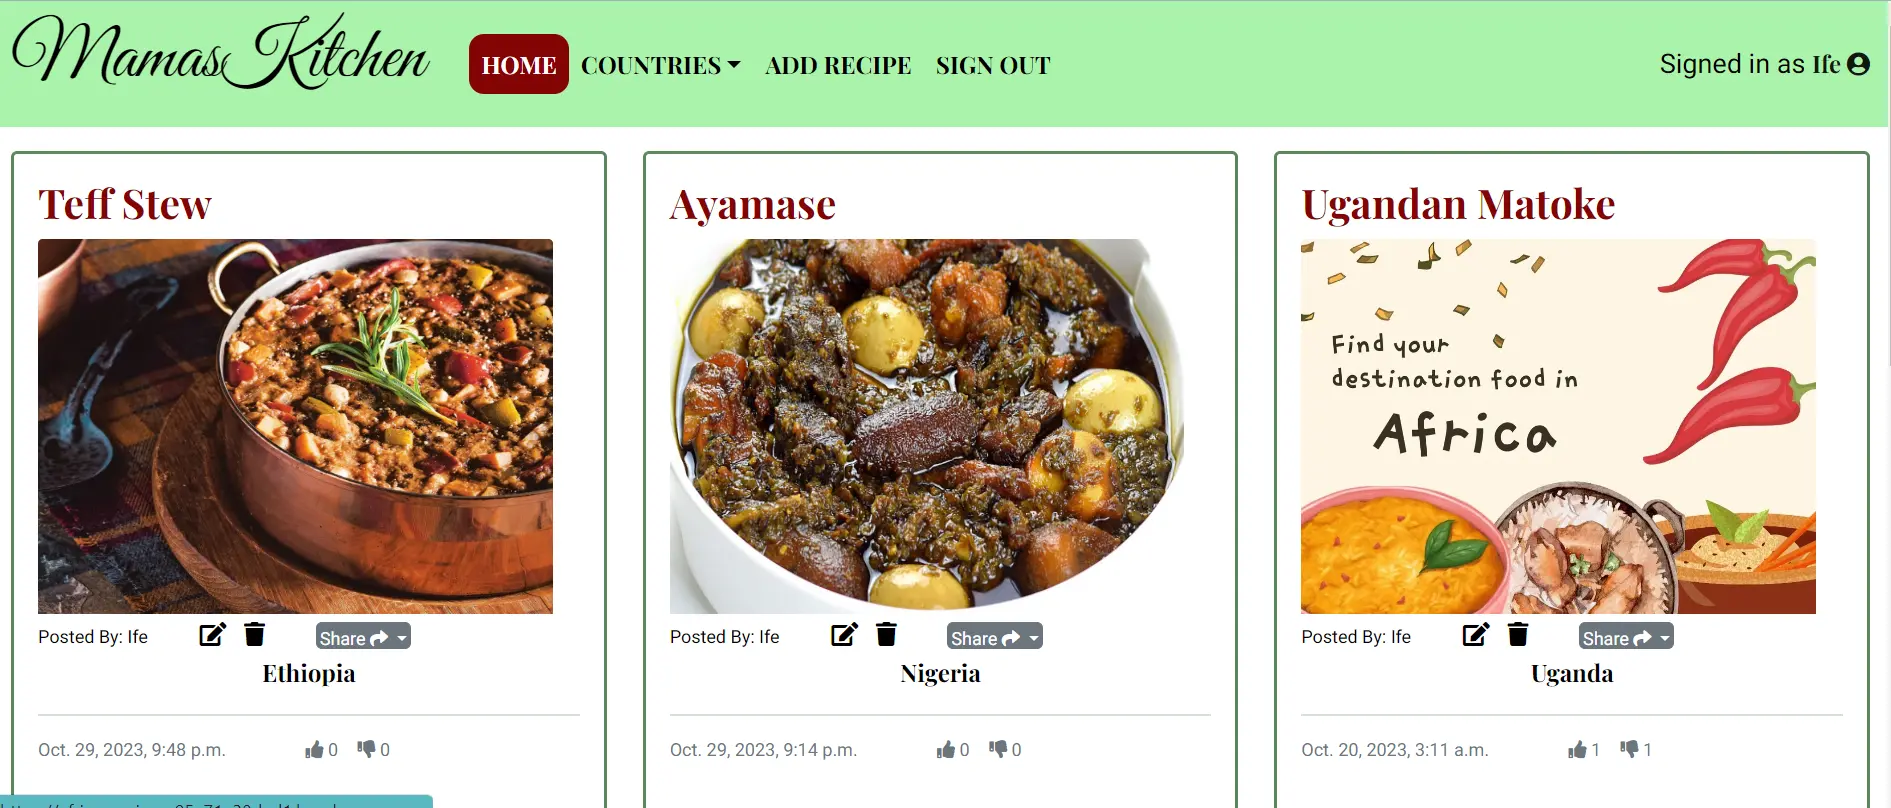 MamasKitchen
HOME COUNTRIES ADD RECIPE SIGN OUT
Signed in as Ife
Teff Stew
Posted By: Ife
Share
Ethiopia
Oct. 29, 2023, 9:48 p.m. 0 0
Ayamase
Posted By: Ife
Share
Nigeria
Oct. 29, 2023, 9:14 p.m. 0 0
Ugandan Matoke
Find your
destination food in
Africa
Posted By: Ife
Share
Uganda
Oct. 20, 2023, 3:11 a.m. 1 1